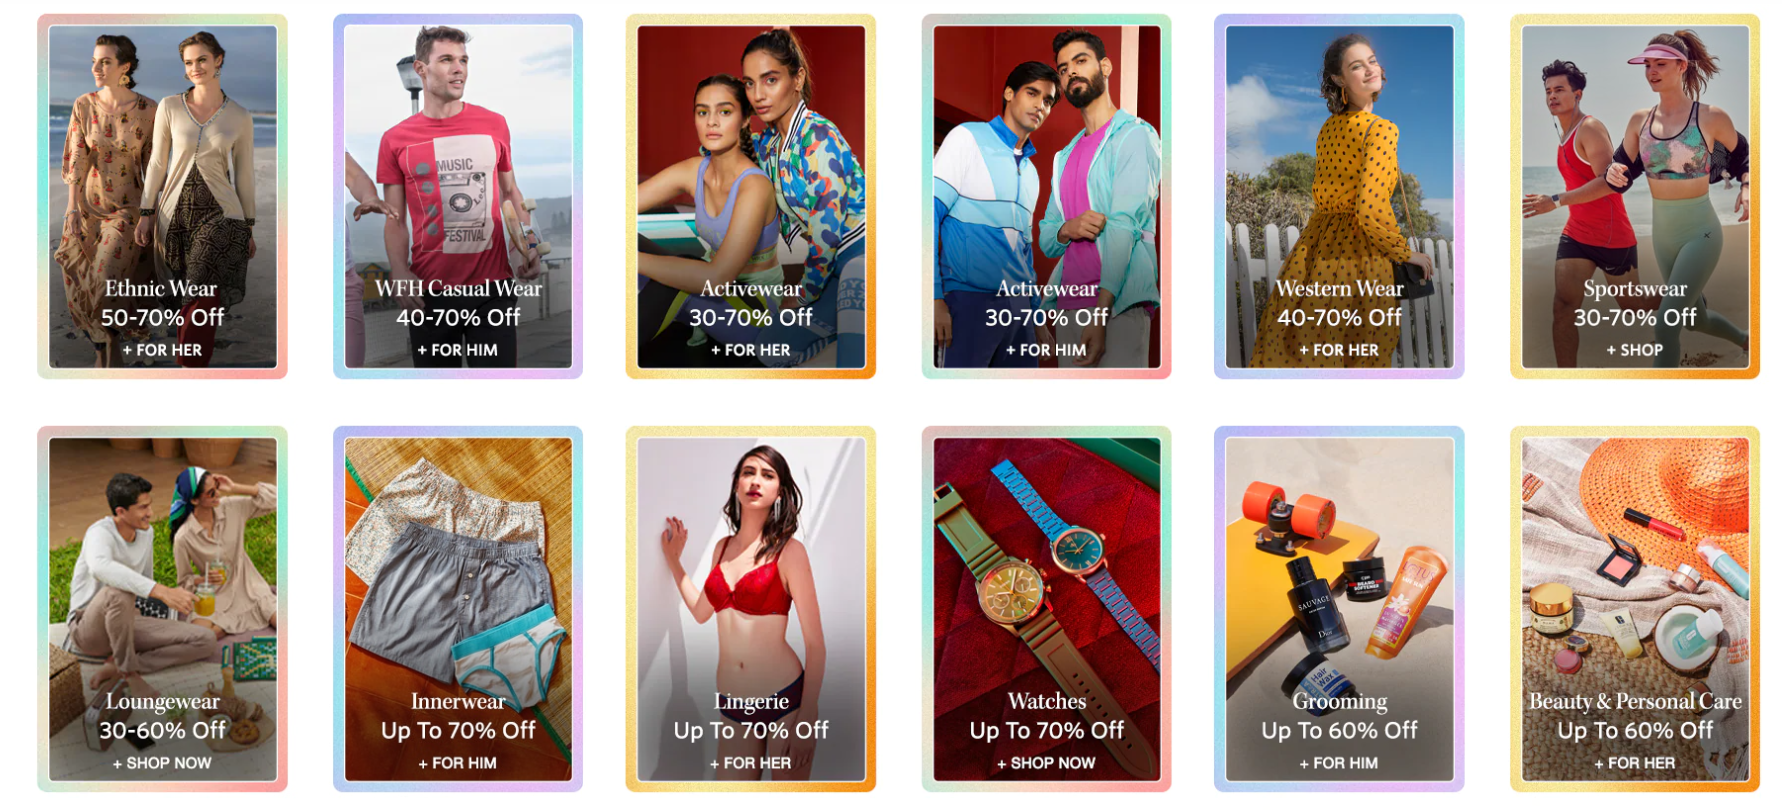 MUSIC
FESTIVAL
Ethnic Wear
50-70% Off
+ FOR HER
WFH Casual Wear
40-70% Off
+ FOR HIM
Activewear
30-70% Off
+ FOR HER
Activewear
30-70% Off
+ FOR HIM
Western Wear
40-70% Off
+ FOR HER
Sportswear
30-70% Off
+ SHOP
SAUVAGE
Dior
BEARD
SOFTENER
Hair
Wax
Loungewear
30-60% Off
+ SHOP NOW
Innerwear
Up To 70% Off
+ FOR HIM
Lingerie
Up To 70% Off
+ FOR HER
Watches
Up To 70% Off
+ SHOP NOW
Grooming
Up To 60% Off
+ FOR HIM
Beauty & Personal Care
Up To 60% Off
+ FOR HER